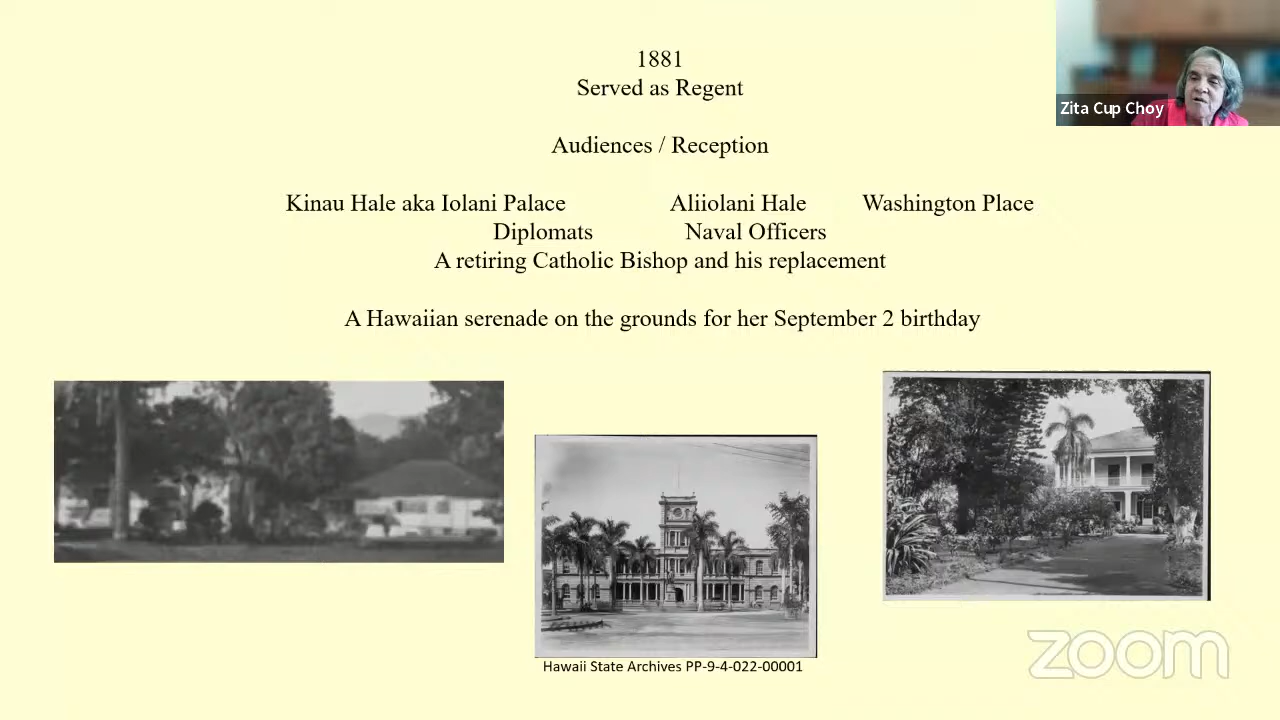 1881
Served as Regent
Audiences / Reception
Kinau Hale aka Iolani Palace Aliiolani Hale Washington Place
Diplomats Naval Officers
A retiring Catholic Bishop and his replacement
A Hawaiian serenade on the grounds for her September 2 birthday
Zita Cup Choy
Hawaii State Archives PP-9-4-022-00001
zoom